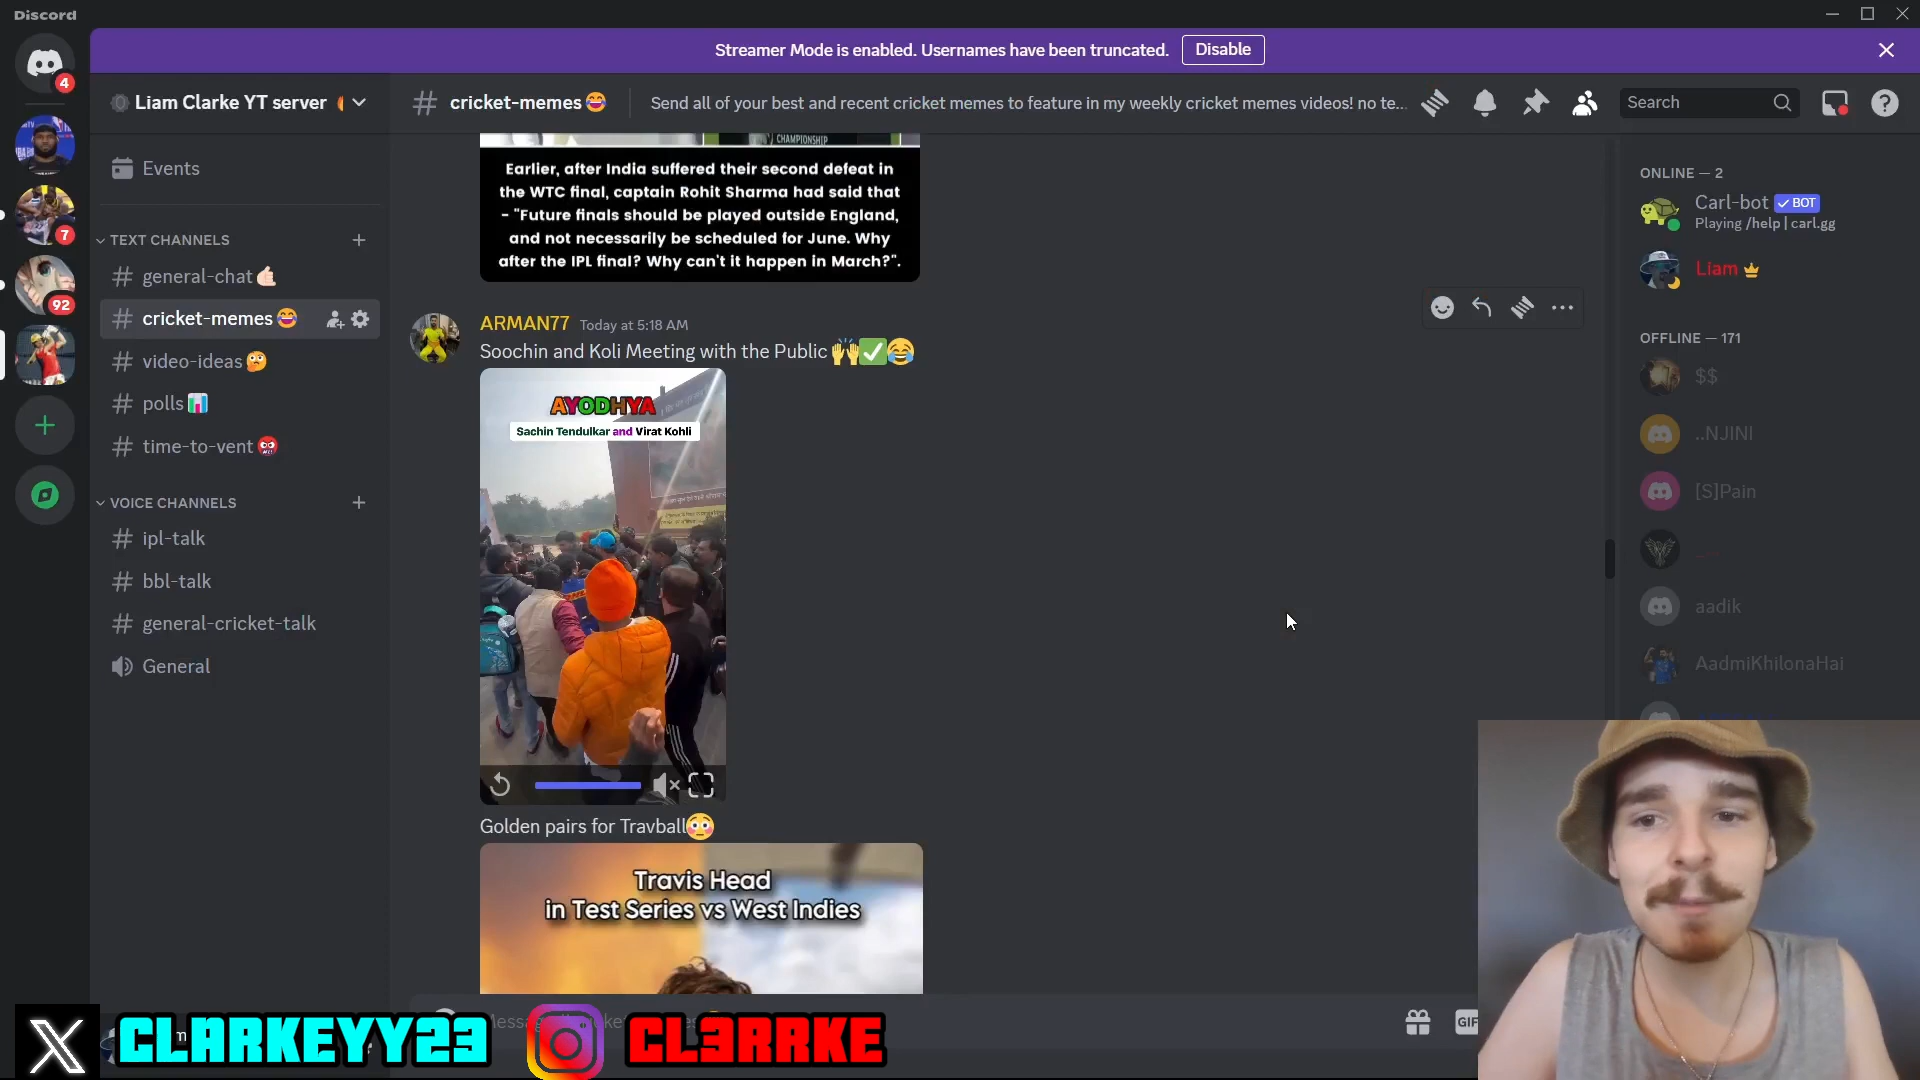 Discord
Streamer Mode is enabled. Usernames have been truncated.
Disable
4
7
92
Liam Clarke YT server
Events
TEXT CHANNELS
general-chat🤙🏻
cricket-memes😂
video-ideas🤔
polls📊
time-to-vent🤬
VOICE CHANNELS
ipl-talk
bbl-talk
general-cricket-talk
General
cricket-memes😂
Send all of your best and recent cricket memes to feature in my weekly cricket memes videos! no te...
Search
CHAMPIONSHIP
Earlier, after India suffered their second defeat in
the WTC final, captain Rohit Sharma had said that
- "Future finals should be played outside England,
and not necessarily be scheduled for June. Why
after the IPL final? Why can't it happen in March?".
ARMAN77 Today at 5:18 AM
Soochin and Koli Meeting with the Public 🙌✅😂
AYODHYA
Sachin Tendulkar and Virat Kohli
Golden pairs for Travball😳
Travis Head
in Test Series vs West Indies
GIF
ONLINE — 2
Carl-bot ✓ BOT
Playing /help | carl.gg
Liam
OFFLINE — 171
$$
..NJINI
[S]Pain
aadik
AadmiKhilonaHai
X CLARKEYY23
CL3RRKE